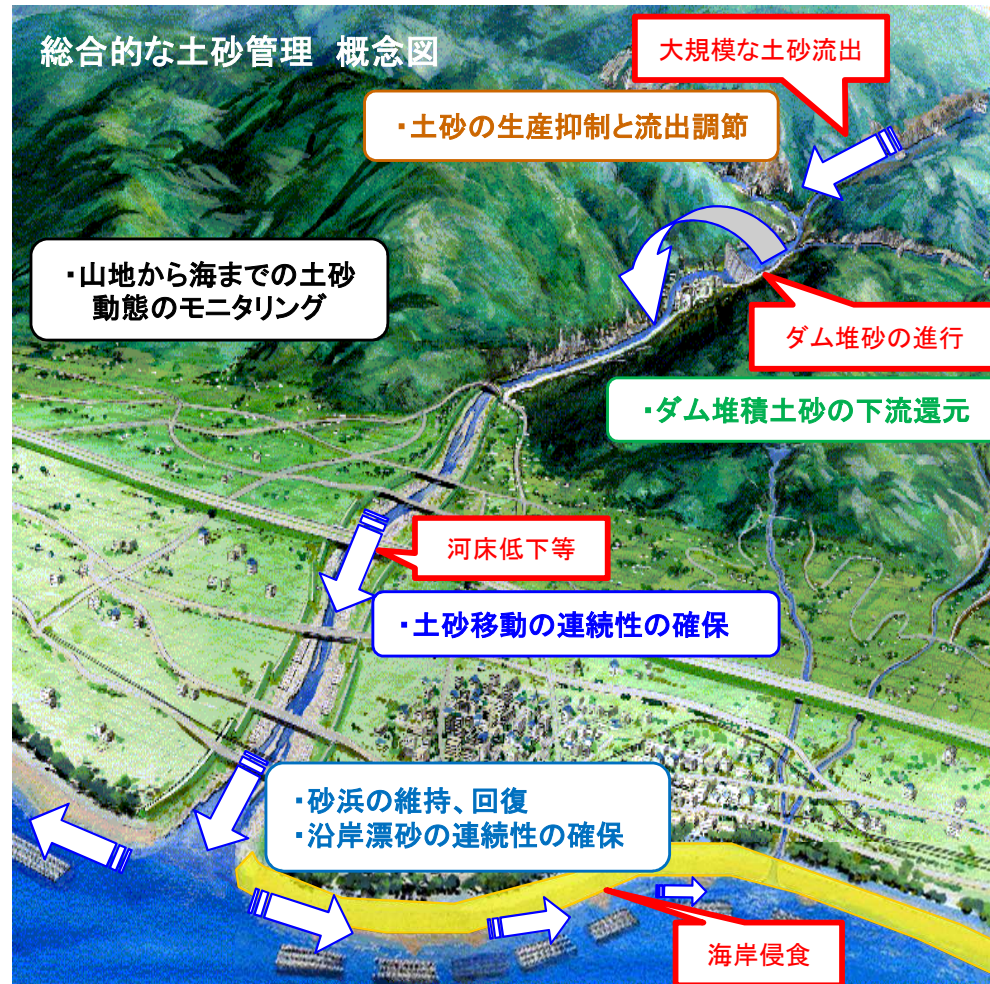 総合的な土砂管理 概念図
大規模な土砂流出
・土砂の生産抑制と流出調節
・山地から海までの土砂
動態のモニタリング
ダム堆砂の進行
・ダム堆積土砂の下流還元
河床低下等
・土砂移動の連続性の確保
・砂浜の維持、回復
・沿岸漂砂の連続性の確保
海岸侵食